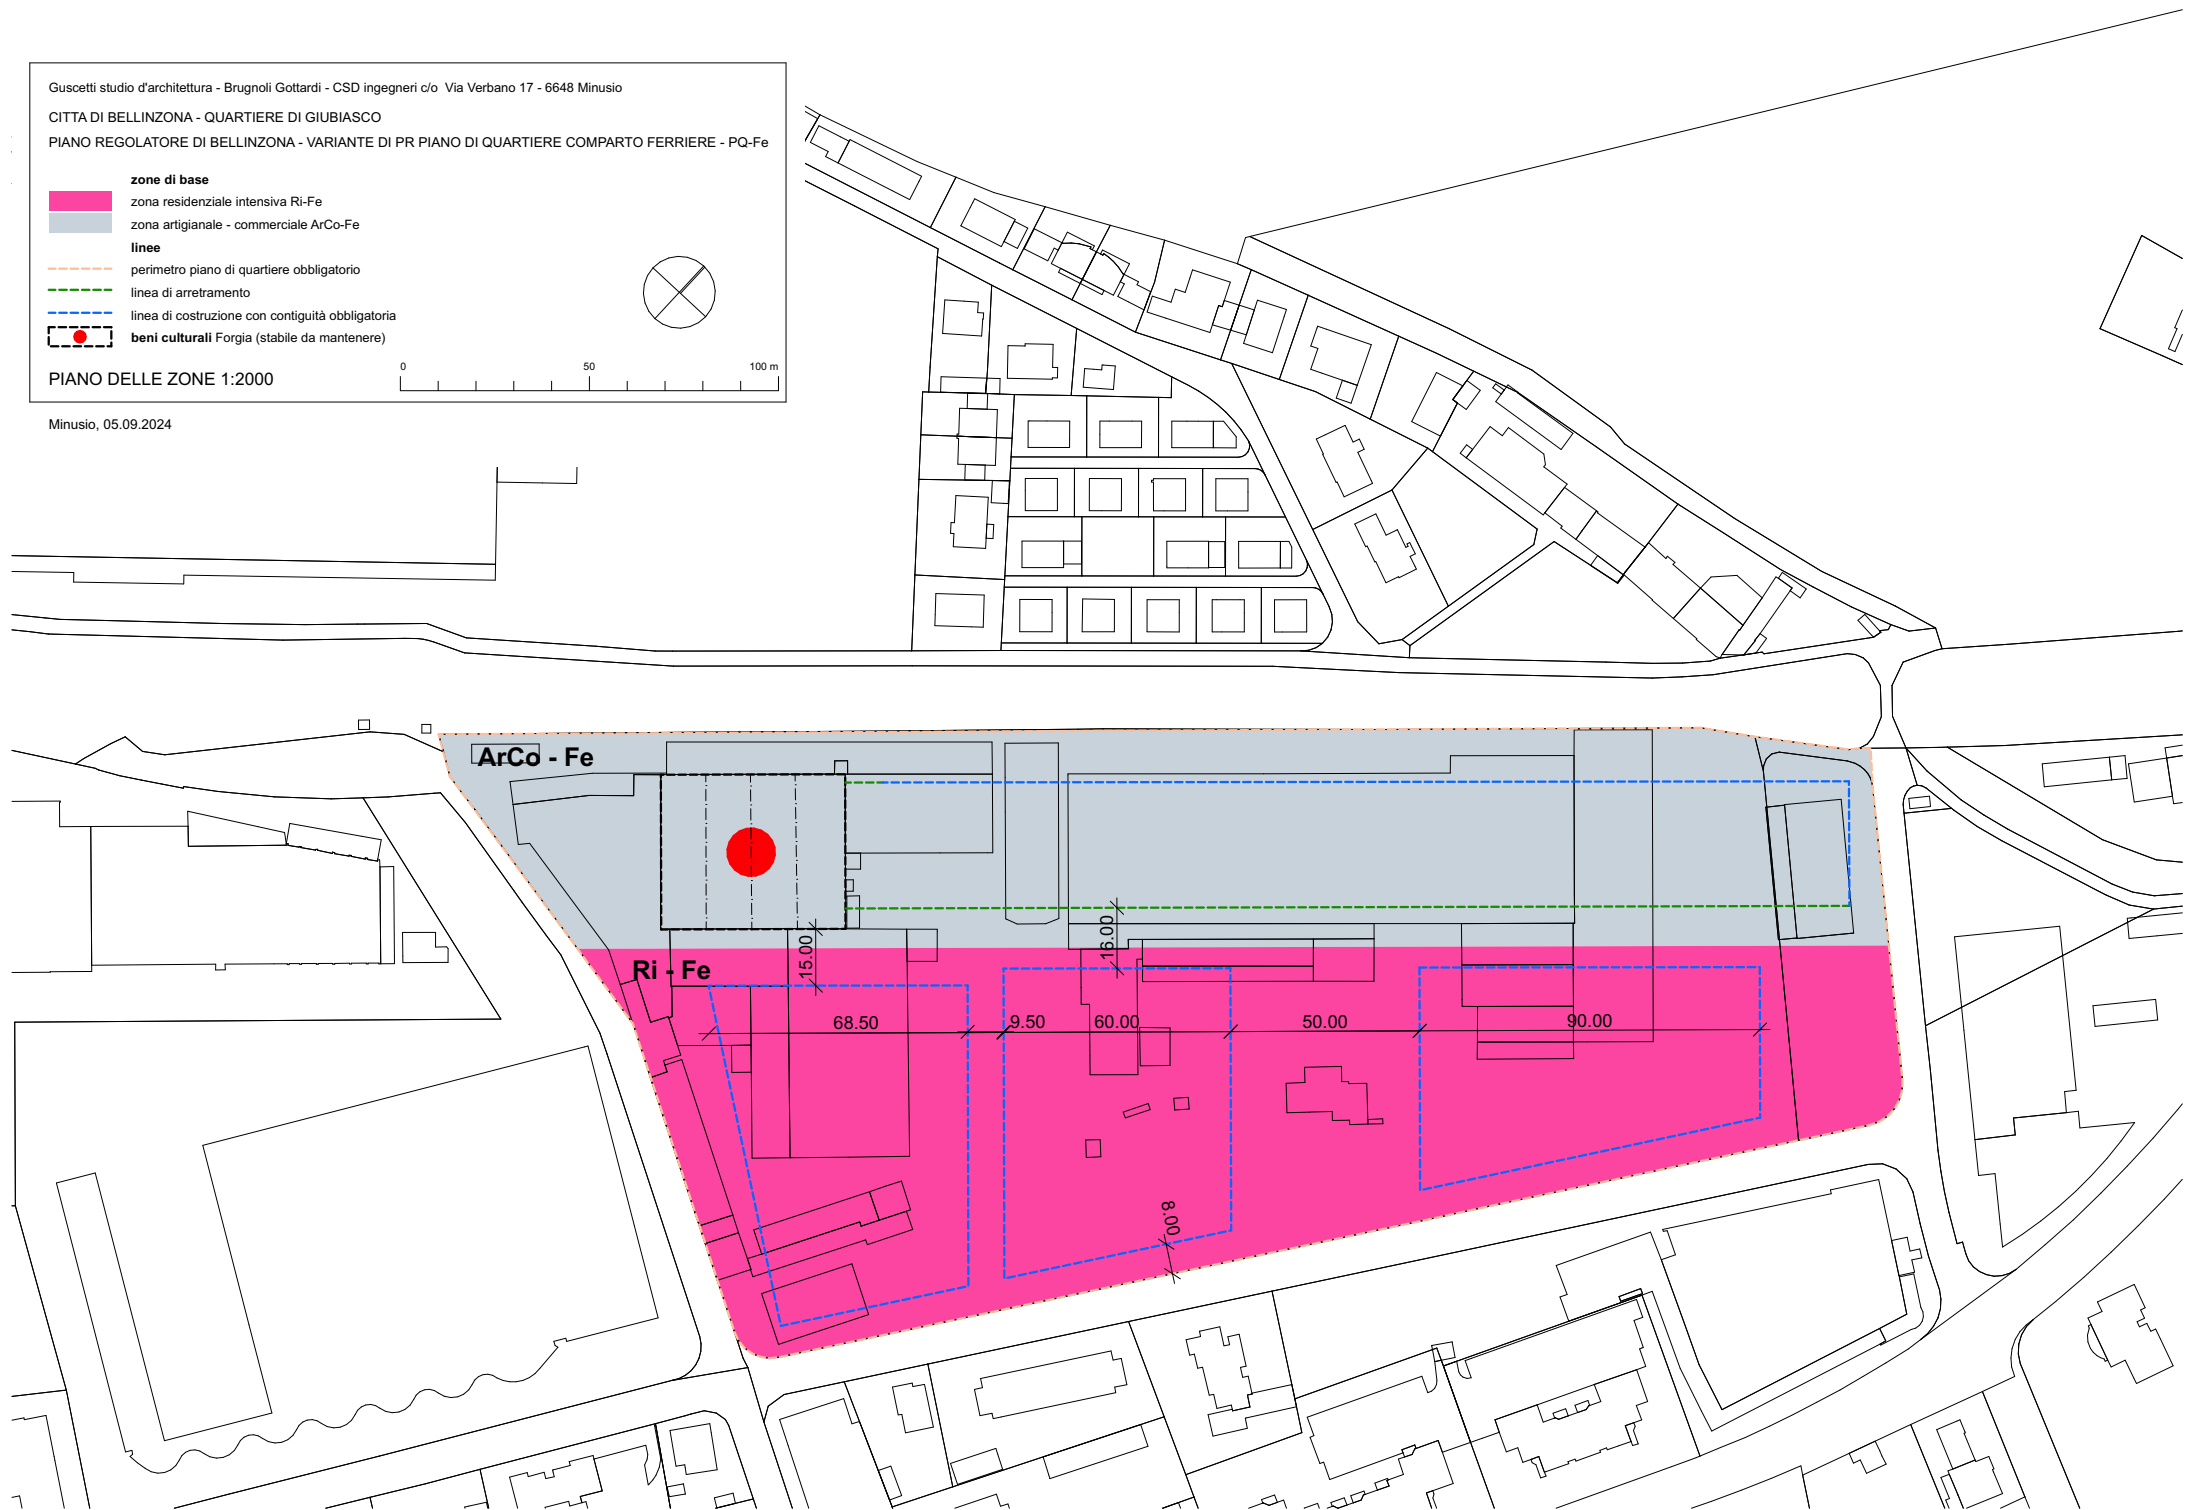 Guscetti studio d'architettura - Brugnoli Gottardi - CSD ingegneri c/o Via Verbano 17 - 6648 Minusio
CITTA DI BELLINZONA - QUARTIERE DI GIUBIASCO
PIANO REGOLATORE DI BELLINZONA - VARIANTE DI PR PIANO DI QUARTIERE COMPARTO FERRIERE - PQ-Fe
zone di base
zona residenziale intensiva Ri-Fe
zona artigianale - commerciale ArCo-Fe
linee
perimetro piano di quartiere obbligatorio
linea di arretramento
linea di costruzione con contiguità obbligatoria
beni culturali Forgia (stabile da mantenere)
PIANO DELLE ZONE 1:2000
0 50 100 m
Minusio, 05.09.2024
ArCo - Fe
16.00
15.00
Ri - Fe
68.50 9.50 60.00 50.00 90.00
8.00